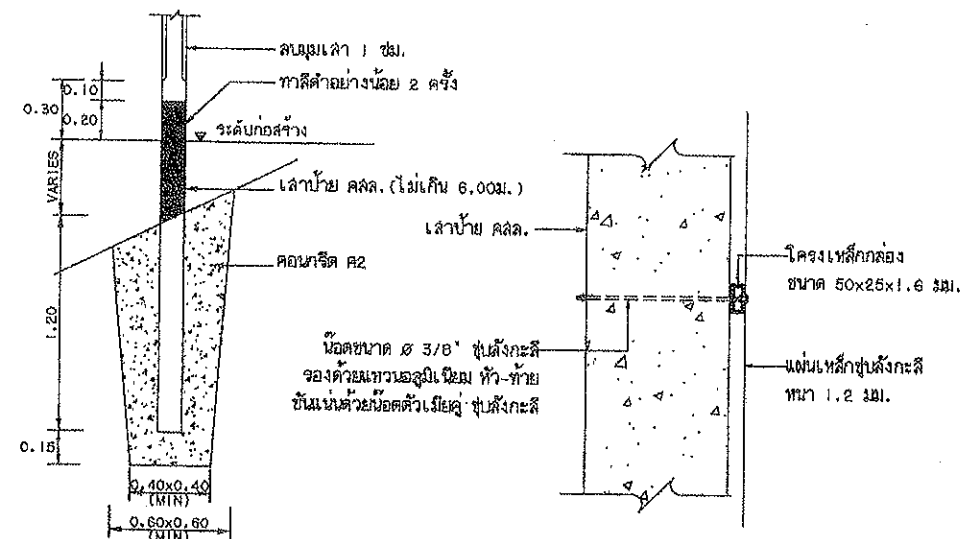 ลบมุมเสา 1 ซม.
ทาสีดำอย่างน้อย 2 ครั้ง
0.10
0.30
0.20
ระดับก่อสร้าง
VARIES
เสาป้าย คสล. (ไม่เกิน 6.00ม.)
คอนกรีต ค2
1.20
0.15
0.40x0.40
(MIN)
0.60x0.60
(MIN)
เสาป้าย คสล.
โครงเหล็กกล่อง
ขนาด 50x25x1.6 มม.
น๊อตขนาด ø 3/8" ชุบสังกะสี
รองด้วยแหวนอลูมิเนียม หัว-ท้าย
ขันแน่นด้วยน๊อตตัวเมียคู่ ชุบสังกะสี
แผ่นเหล็กชุบสังกะสี
หนา 1.2 มม.